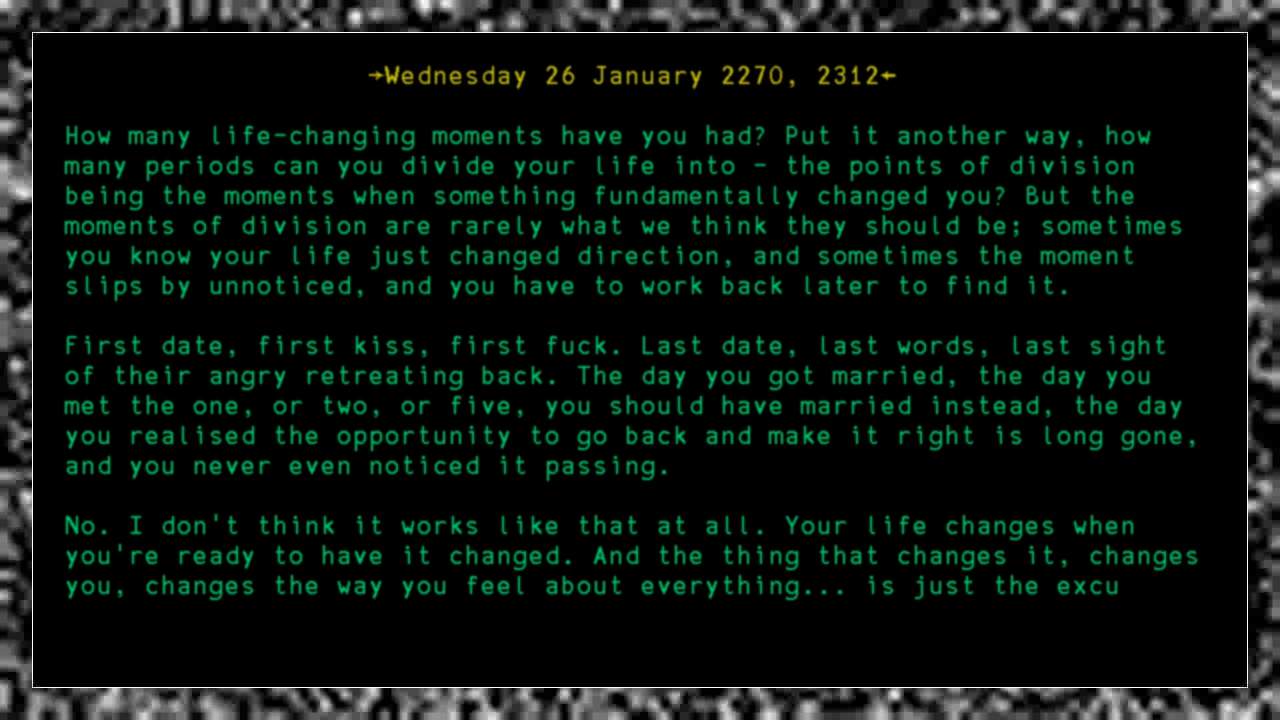 →Wednesday 26 January 2270, 2312←
How many life-changing moments have you had? Put it another way, how
many periods can you divide your life into - the points of division
being the moments when something fundamentally changed you? But the
moments of division are rarely what we think they should be; sometimes
you know your life just changed direction, and sometimes the moment
slips by unnoticed, and you have to work back later to find it.
First date, first kiss, first fuck. Last date, last words, last sight
of their angry retreating back. The day you got married, the day you
met the one, or two, or five, you should have married instead, the day
you realised the opportunity to go back and make it right is long gone,
and you never even noticed it passing.
No. I don't think it works like that at all. Your life changes when
you're ready to have it changed. And the thing that changes it, changes
you, changes the way you feel about everything... is just the excu